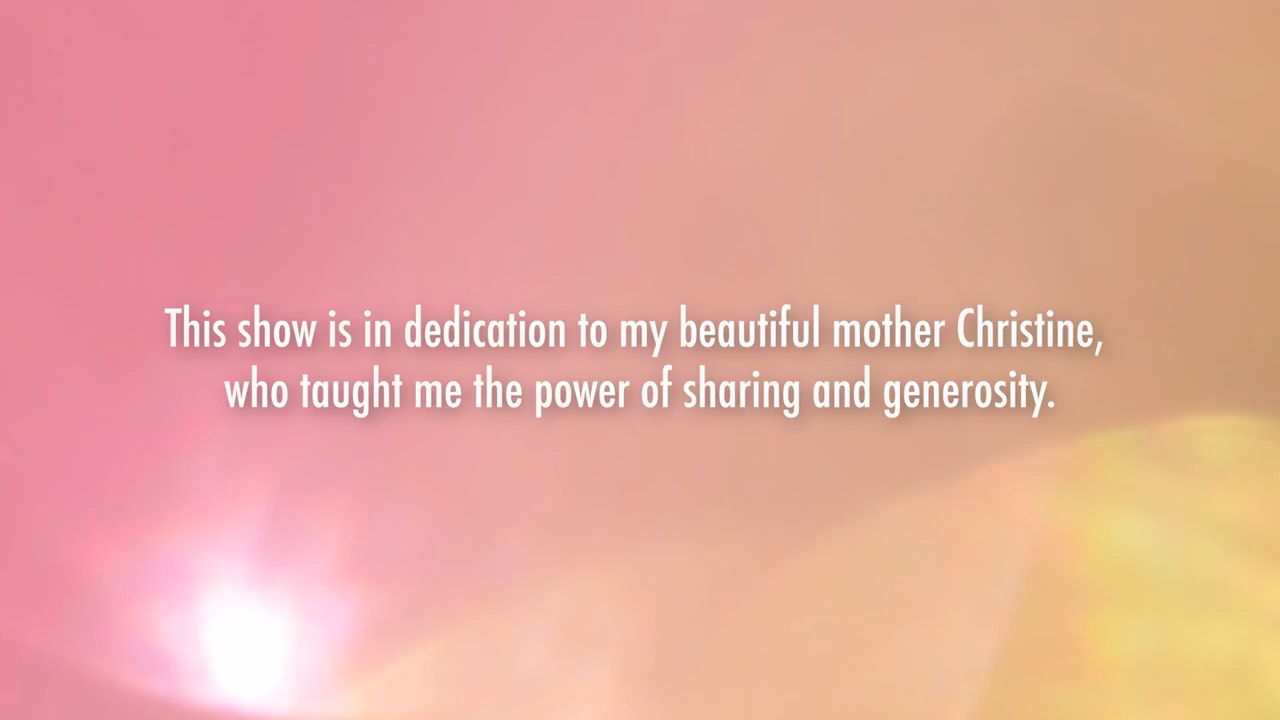 This show is in dedication to my beautiful mother Christine,
who taught me the power of sharing and generosity.